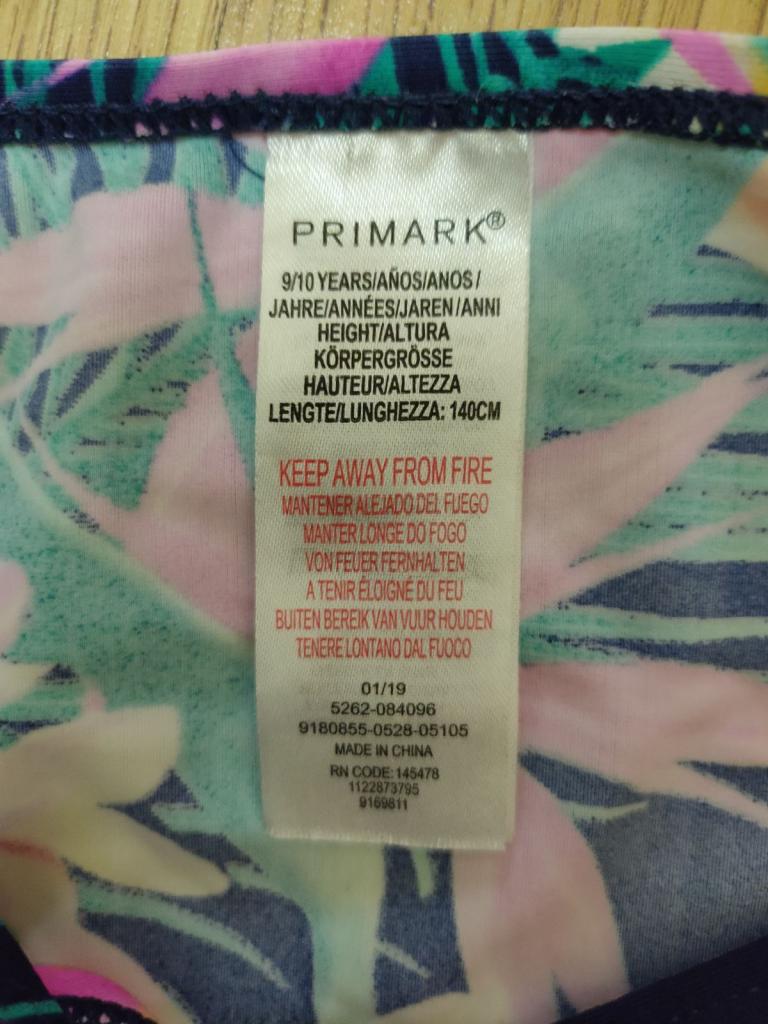 PRIMARK®
9/10 YEARS/AÑOS/ANOS/
JAHRE/ANNÉES/JAREN/ANNI
HEIGHT/ALTURA
KÖRPERGRÖSSE
HAUTEUR/ALTEZZA
LENGTE/LUNGHEZZA: 140CM
KEEP AWAY FROM FIRE
MANTENER ALEJADO DEL FUEGO
MANTER LONGE DO FOGO
VON FEUER FERNHALTEN
A TENIR ÉLOIGNÉ DU FEU
BUITEN BEREIK VAN VUUR HOUDEN
TENERE LONTANO DAL FUOCO
01/19
5262-084096
9180855-0528-05105
MADE IN CHINA
RN CODE: 145478
1122873795
9169811